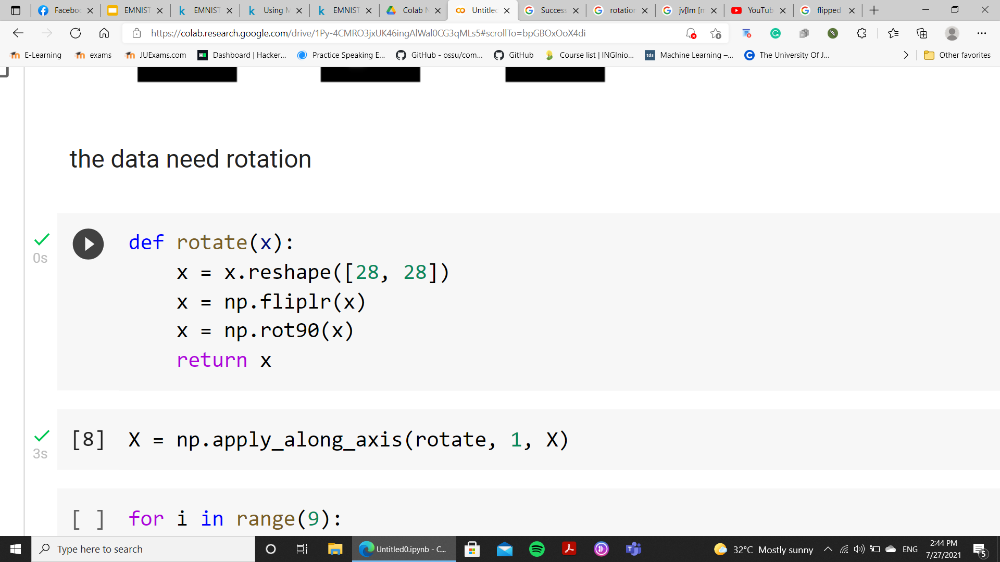 Facebo
EMNIST
EMNIST
Using M
EMNIST
Colab N
Untitled
Success
rotation
jv[lm [m
YouTub
flipped
https://colab.research.google.com/drive/1Py-4CMRO3jxUK46ingAlWal0CG3qMLs5#scrollTo=bpGBOxOoX4di
E-Learning
exams
JUExams.com
Dashboard | Hacker...
Practice Speaking E...
GitHub - ossu/com...
GitHub
Course list | INGInio...
tds
Machine Learning –...
The University Of J...
Other favorites
the data need rotation
0s
def rotate(x):
x = x.reshape([28, 28])
x = np.fliplr(x)
x = np.rot90(x)
return x
3s
[8]
X = np.apply_along_axis(rotate, 1, X)
[ ]
for i in range(9):
Type here to search
Untitled0.ipynb - C...
32°C Mostly sunny
ENG
2:44 PM
7/27/2021
5